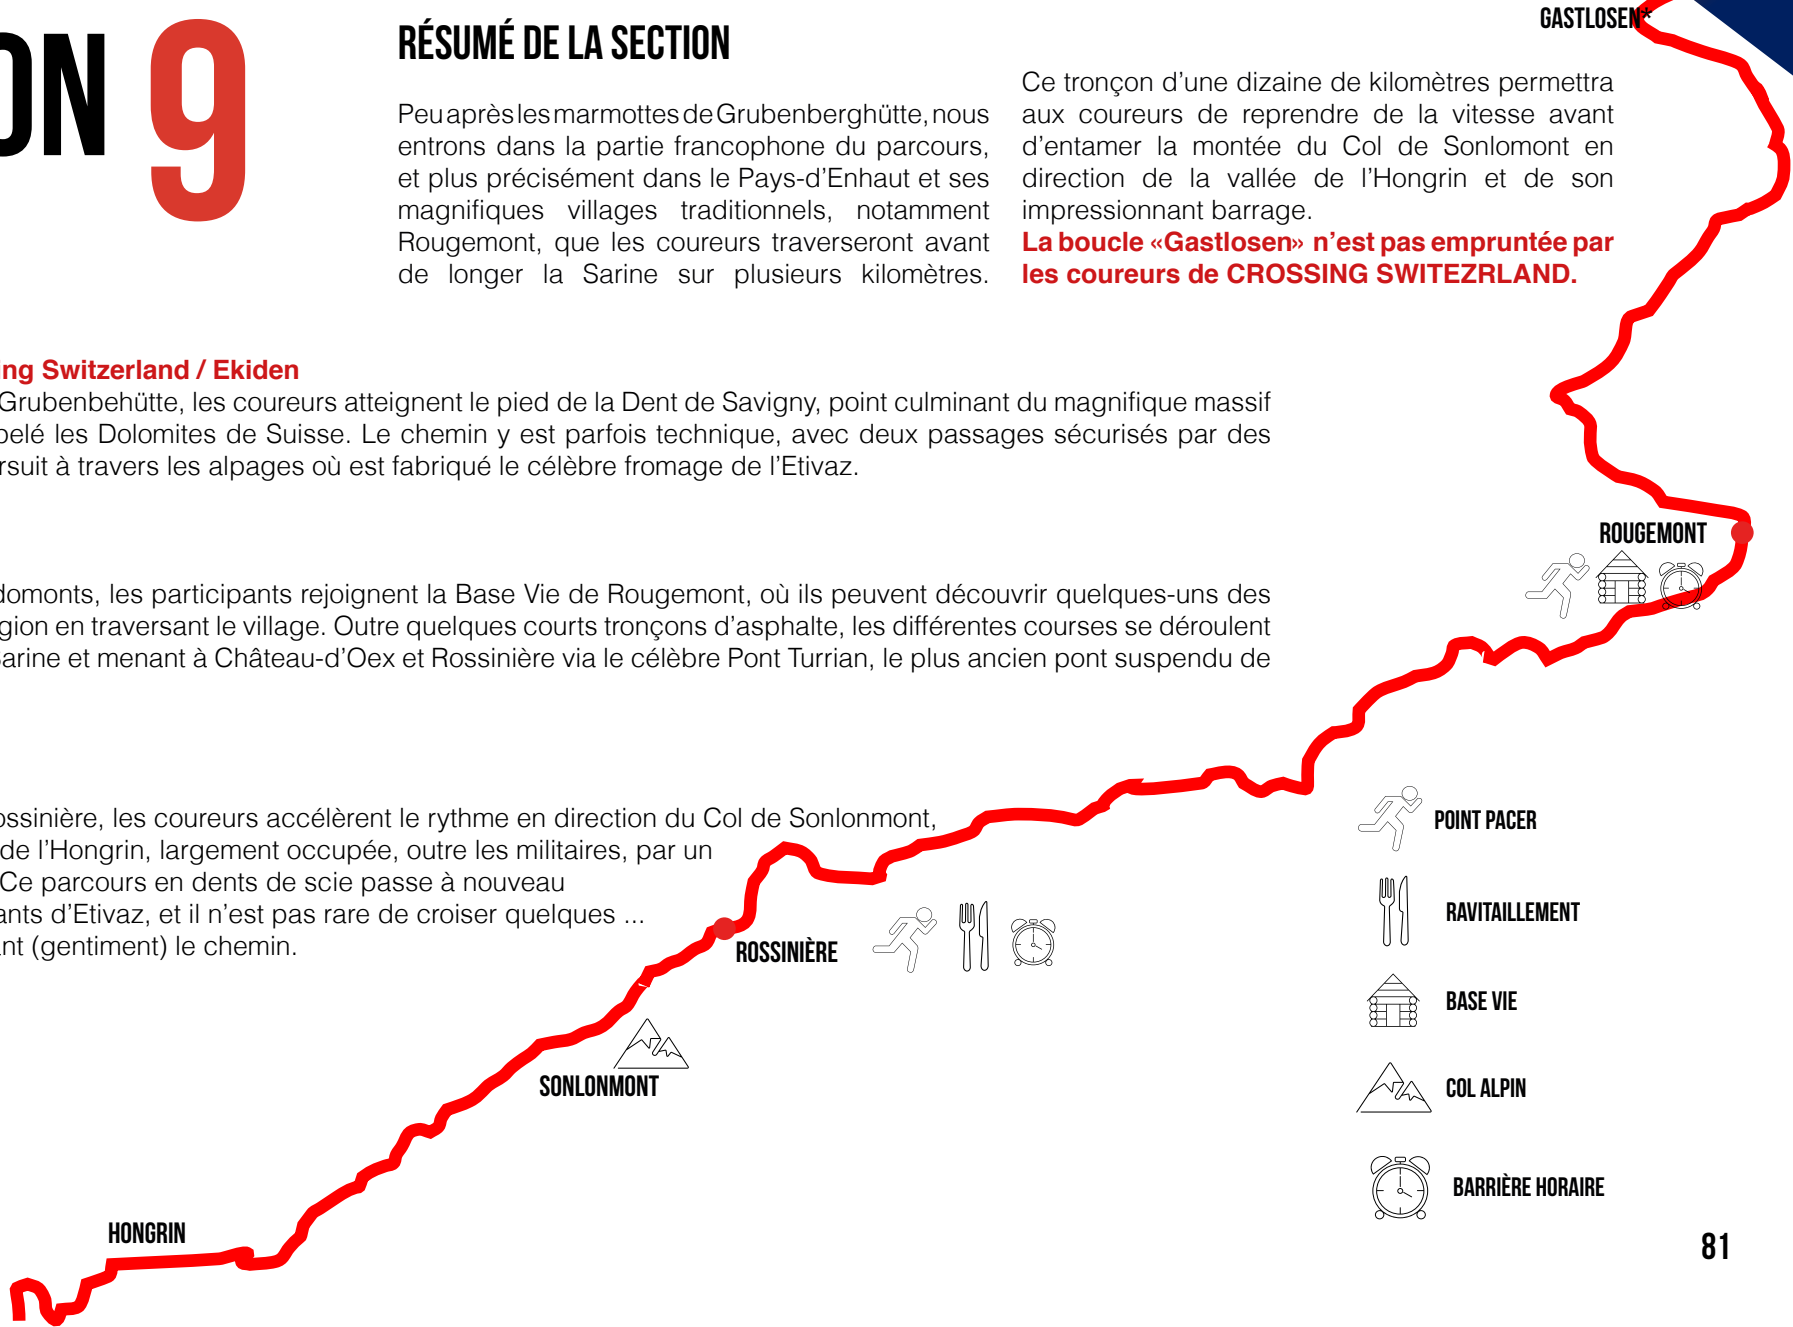 ON 9
RÉSUMÉ DE LA SECTION
Peu après les marmottes de Grubenberghütte, nous
entrons dans la partie francophone du parcours,
et plus précisément dans le Pays-d’Enhaut et ses
magnifiques villages traditionnels, notamment
Rougemont, que les coureurs traverseront avant
de longer la Sarine sur plusieurs kilomètres.
Ce tronçon d’une dizaine de kilomètres permettra
aux coureurs de reprendre de la vitesse avant
d’entamer la montée du Col de Sonlomont en
direction de la vallée de l’Hongrin et de son
impressionnant barrage.
La boucle «Gastlosen» n’est pas empruntée par
les coureurs de CROSSING SWITEZRLAND.
GASTLOSEN*
ing Switzerland / Ekiden
Grubenbehütte, les coureurs atteignent le pied de la Dent de Savigny, point culminant du magnifique massif
pelé les Dolomites de Suisse. Le chemin y est parfois technique, avec deux passages sécurisés par des
rsuit à travers les alpages où est fabriqué le célèbre fromage de l’Etivaz.
ROUGEMONT
domonts, les participants rejoignent la Base Vie de Rougemont, où ils peuvent découvrir quelques-uns des
gion en traversant le village. Outre quelques courts tronçons d’asphalte, les différentes courses se déroulent
Sarine et menant à Château-d’Oex et Rossinière via le célèbre Pont Turrian, le plus ancien pont suspendu de
ossinière, les coureurs accélèrent le rythme en direction du Col de Sonlonmont,
de l’Hongrin, largement occupée, outre les militaires, par un
Ce parcours en dents de scie passe à nouveau
ants d’Etivaz, et il n’est pas rare de croiser quelques ...
ant (gentiment) le chemin.
ROSSINIÈRE
SONLONMONT
HONGRIN
POINT PACER
RAVITAILLEMENT
BASE VIE
COL ALPIN
BARRIÈRE HORAIRE
81